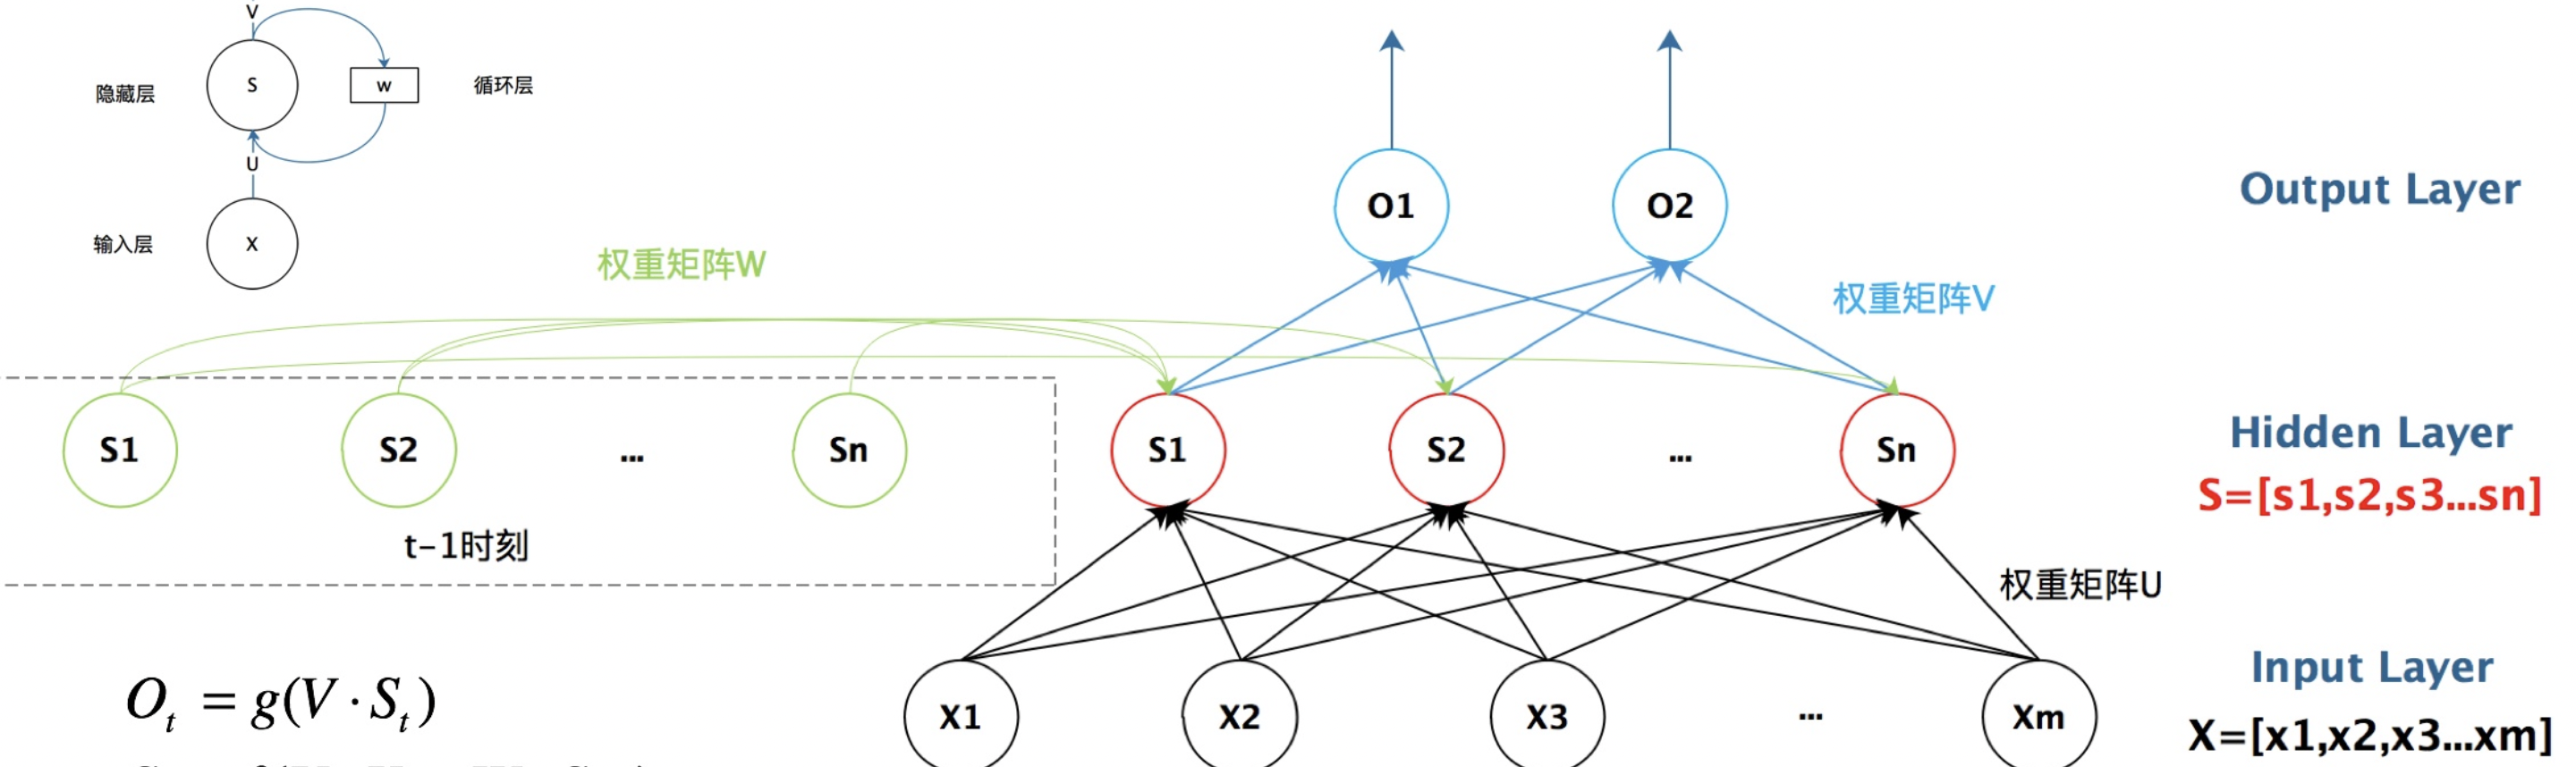 V
隐藏层
S
w
循环层
U
输入层
X
权重矩阵W
O1
O2
Output Layer
权重矩阵V
S1
S2
...
Sn
S1
S2
...
Sn
Hidden Layer
S=[s1,s2,s3...sn]
t-1时刻
权重矩阵U
O_t = g(V · S_t)
X1
X2
X3
...
Xm
Input Layer
X=[x1,x2,x3...xm]